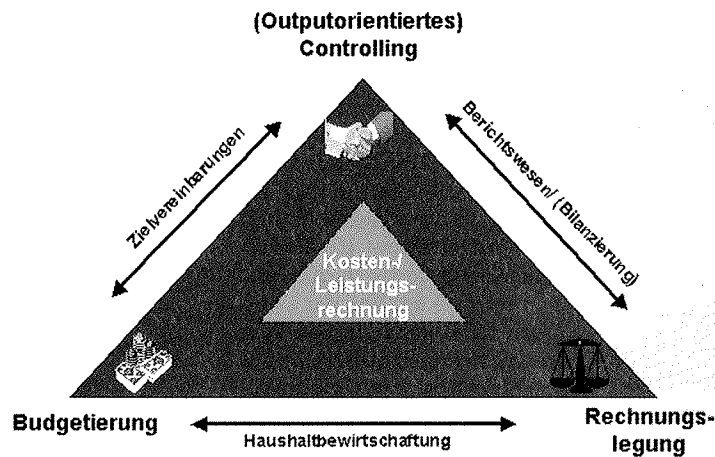 (Outputorientiertes)
Controlling
Zielvereinbarungen
Berichtswesen/ (Bilanzierung)
Kosten-/
Leistungs-
rechnung
Budgetierung
Haushaltbewirtschaftung
Rechnungs-
legung